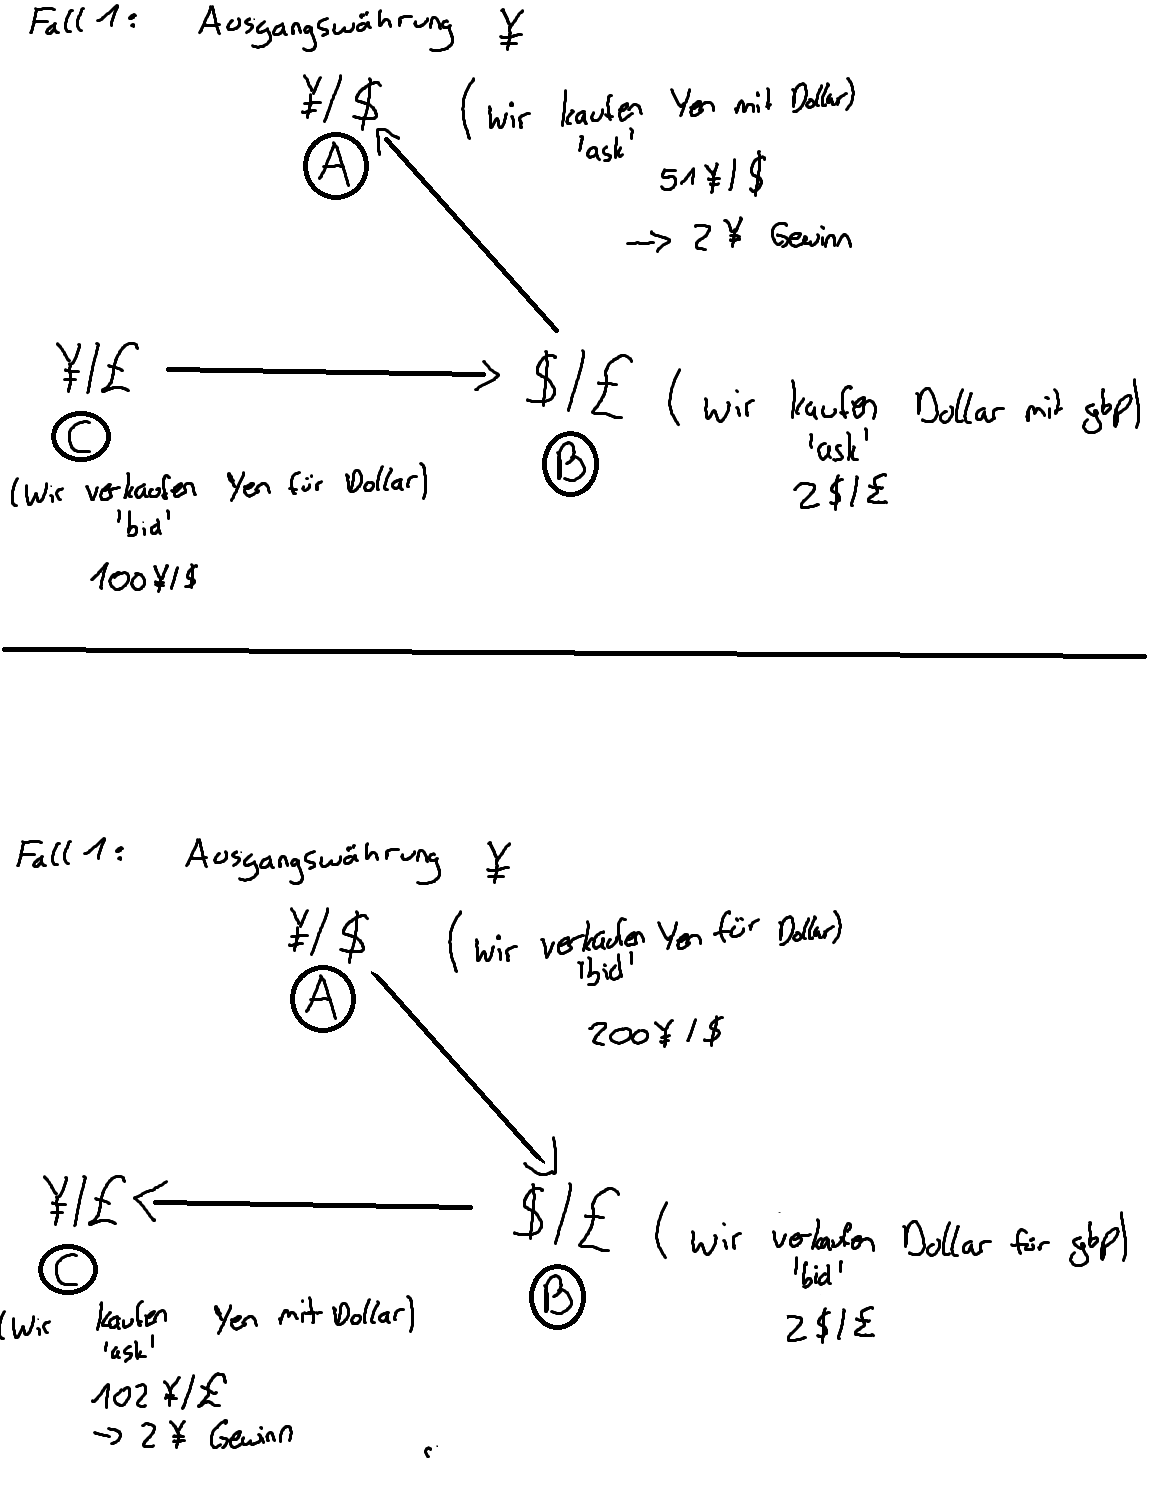 Fall 1: Ausgangswährung ¥
¥/$ (wir kaufen Yen mit Dollar)
'ask'
A
51¥/$
→ 2 ¥ Gewinn
¥/£ → $/£ (wir kaufen Dollar mit gbp)
'ask'
C B
(Wir verkaufen Yen für Dollar) 2$/£
'bid'
100¥/$
Fall 1: Ausgangswährung ¥
¥/$ (wir verkaufen Yen für Dollar)
'bid'
A
200¥/$
¥/£ $/£ (wir verkaufen Dollar für gbp)
'bid'
C B
(Wir kaufen Yen mit Dollar) 2$/£
'ask'
102 ¥/£
→ 2 ¥ Gewinn